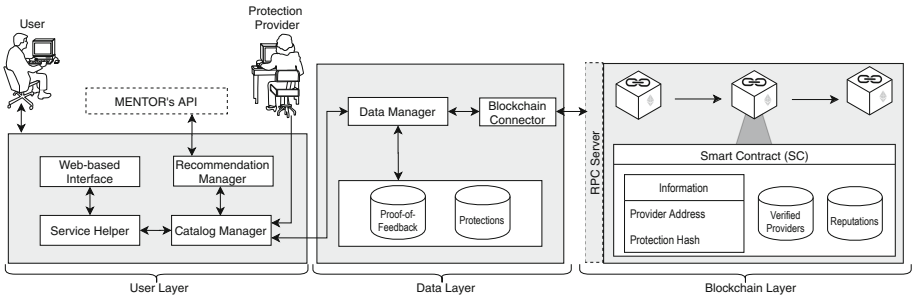 User
Protection
Provider
MENTOR's API
Web-based
Interface
Recommendation
Manager
Service Helper
Catalog Manager
User Layer
Data Manager
Blockchain
Connector
Proof-of-
Feedback
Protections
Data Layer
RPC Server
Smart Contract (SC)
Information
Provider Address
Protection Hash
Verified
Providers
Reputations
Blockchain Layer